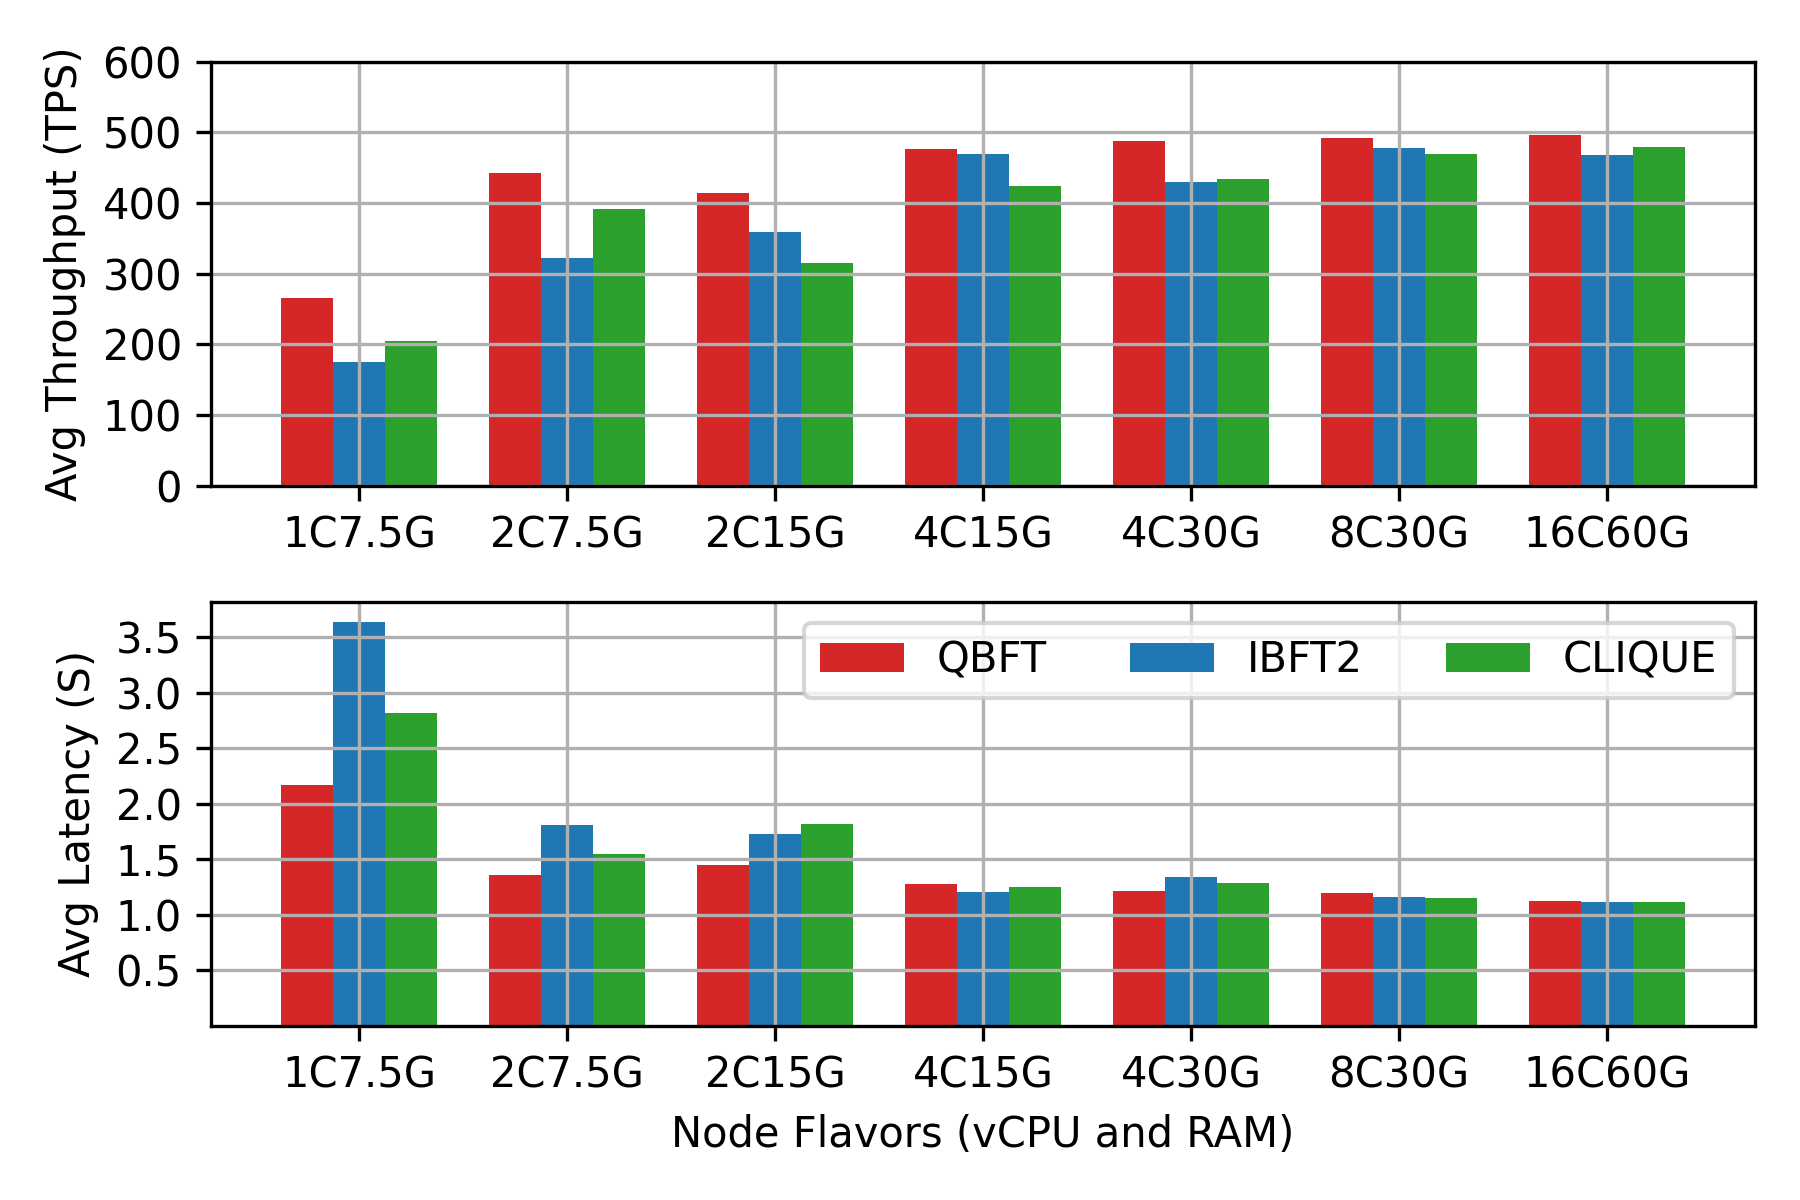 Avg Throughput (TPS)
600
500
400
300
200
100
0
1C7.5G 2C7.5G 2C15G 4C15G 4C30G 8C30G 16C60G
Avg Latency (S)
3.5
3.0
2.5
2.0
1.5
1.0
0.5
QBFT IBFT2 CLIQUE
1C7.5G 2C7.5G 2C15G 4C15G 4C30G 8C30G 16C60G
Node Flavors (vCPU and RAM)